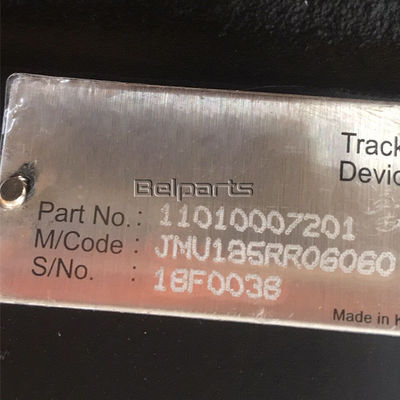 Track
Devic
Belparts
Part No. : 11010007201
M/Code : JMV185RR06060
S/No. : 18F0038
Made in K